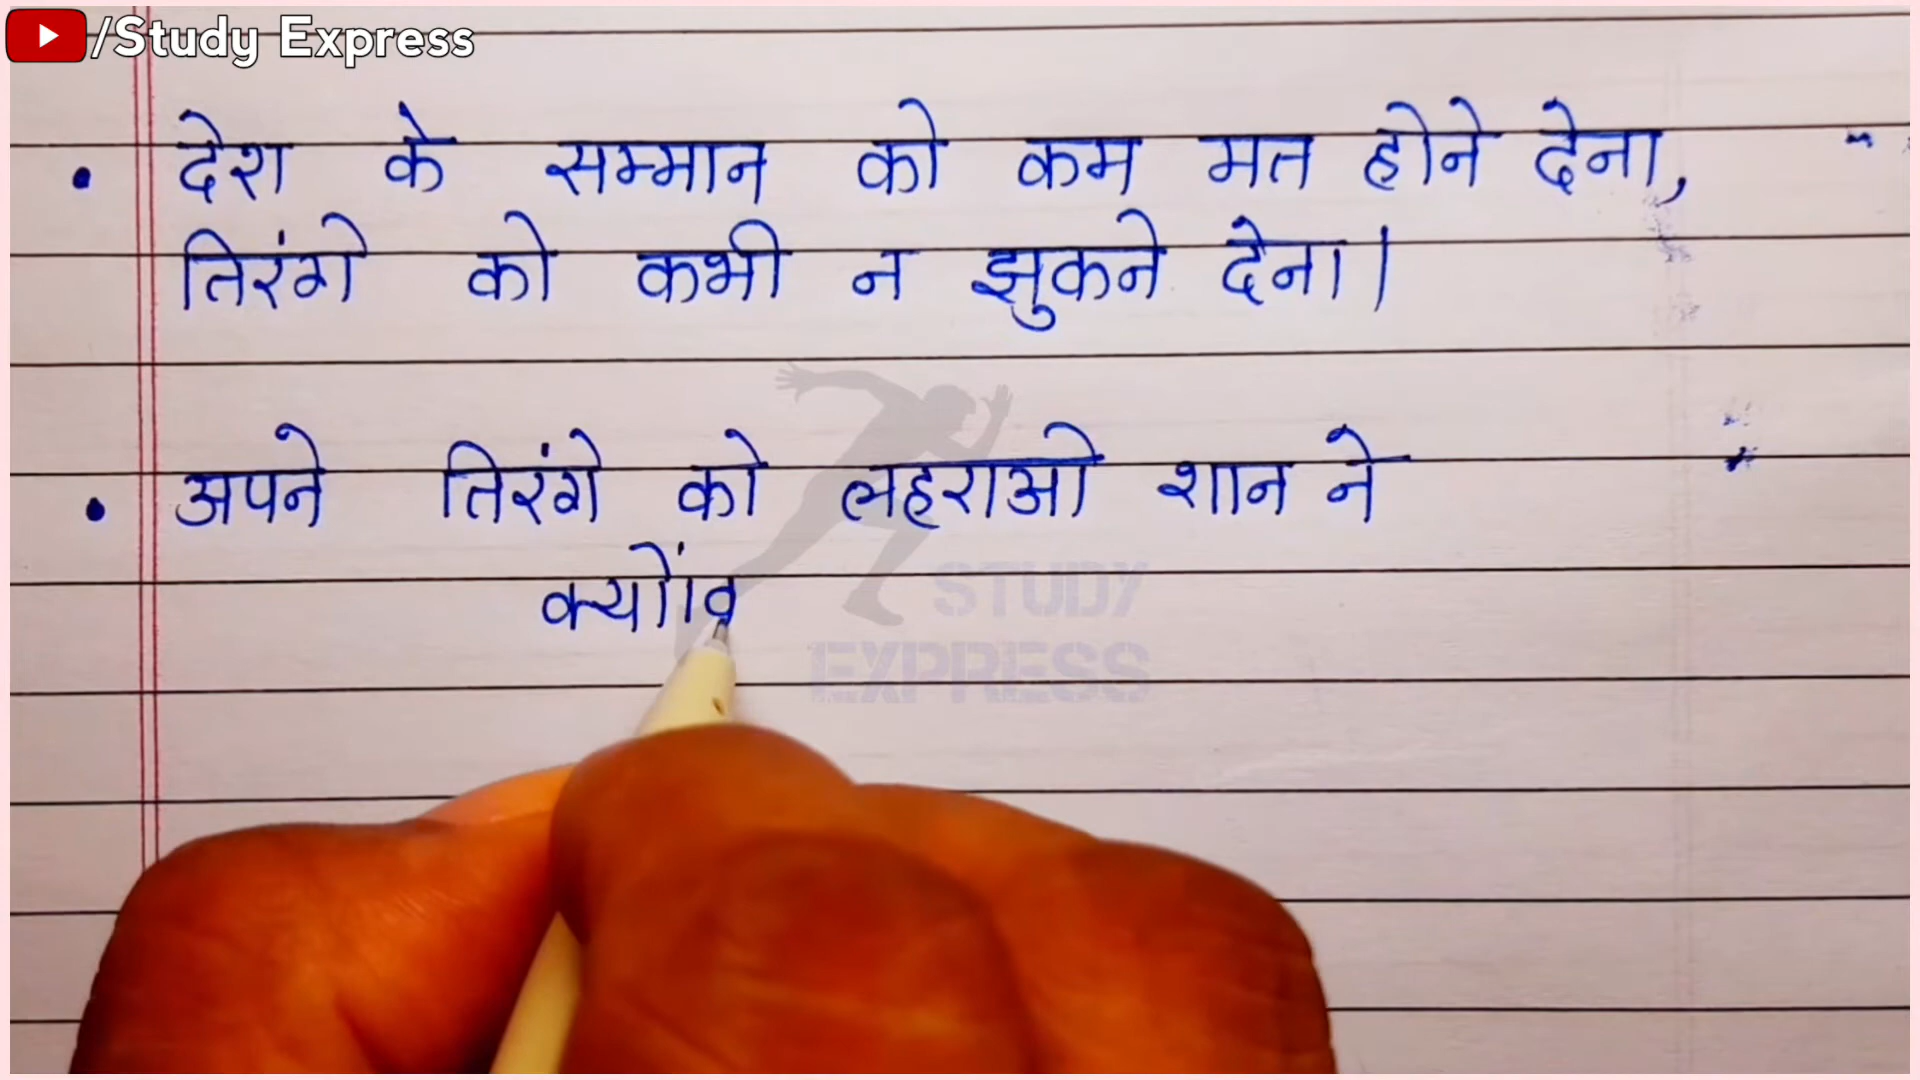 /Study Express
• देश के सम्मान को कम मत होने देना,
तिरंगे को कभी न झुकने देना।
• अपने तिरंगे को लहराओ शान ने
STUDY
EXPRESS